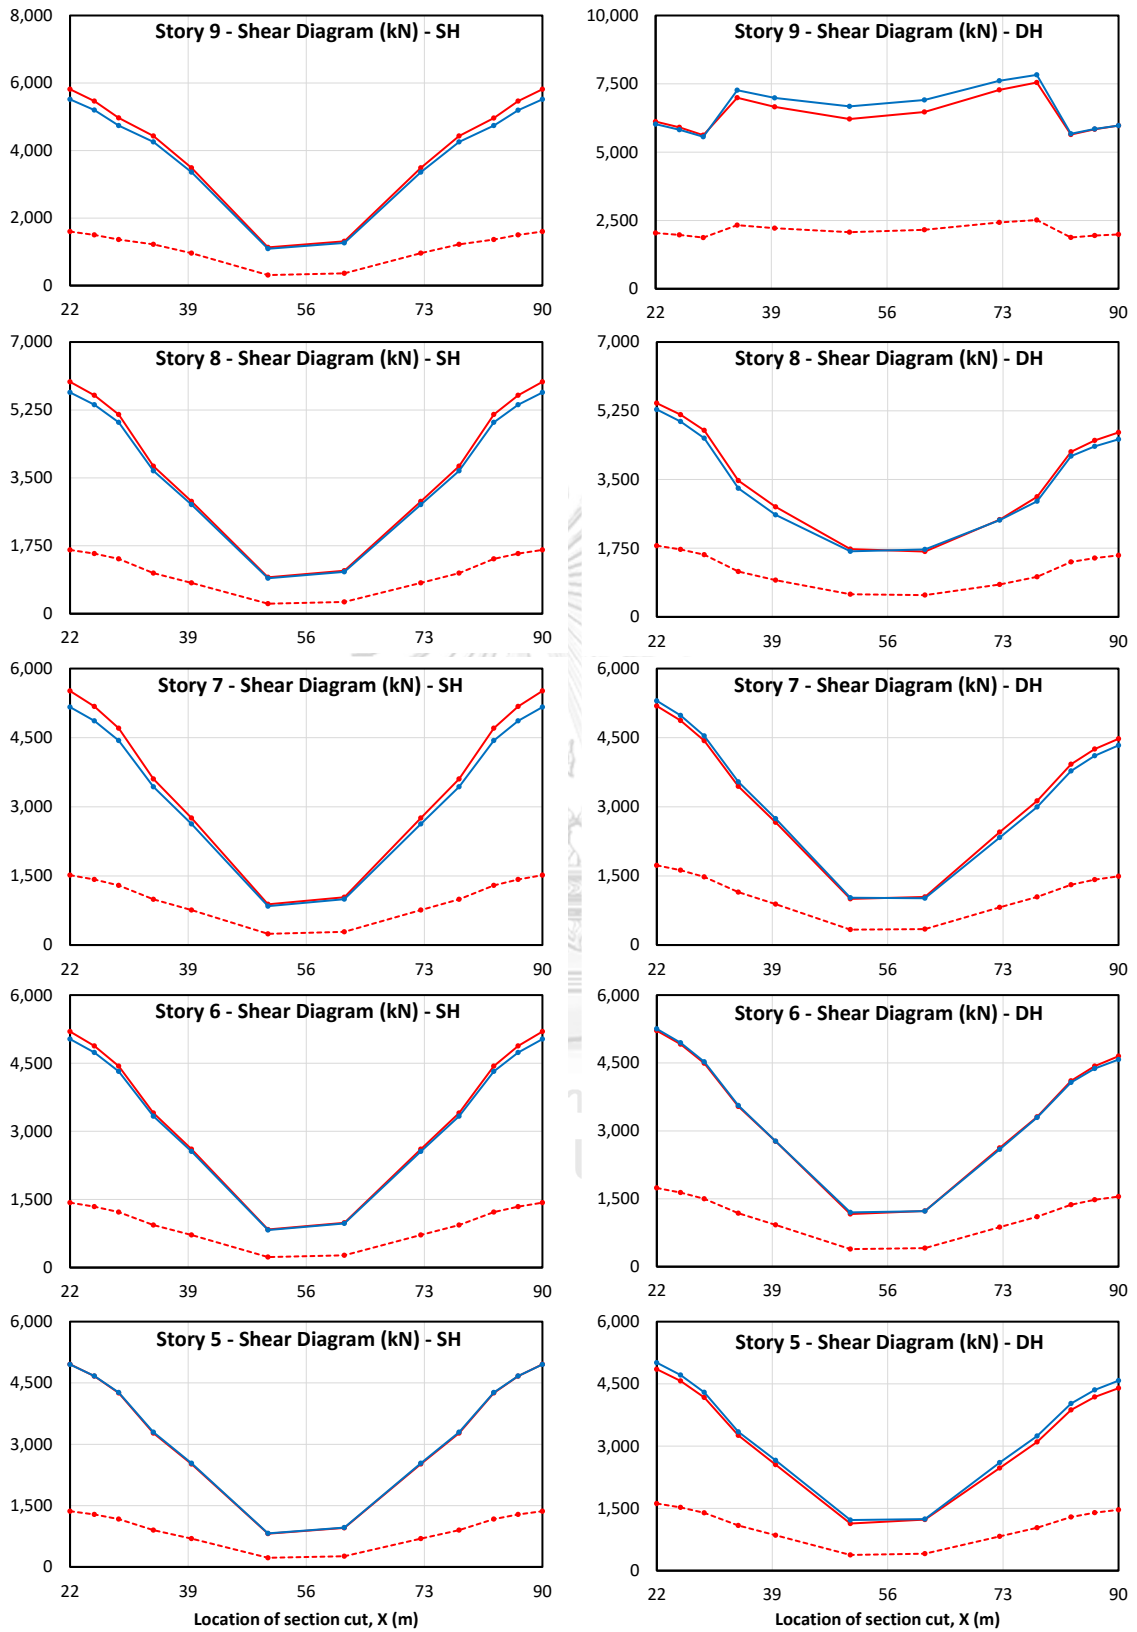 Story 9 - Shear Diagram (kN) - SH
8,000
6,000
4,000
2,000
0
22 39 56 73 90
Story 9 - Shear Diagram (kN) - DH
10,000
7,500
5,000
2,500
0
22 39 56 73 90
Story 8 - Shear Diagram (kN) - SH
7,000
5,250
3,500
1,750
0
22 39 56 73 90
Story 8 - Shear Diagram (kN) - DH
7,000
5,250
3,500
1,750
0
22 39 56 73 90
Story 7 - Shear Diagram (kN) - SH
6,000
4,500
3,000
1,500
0
22 39 56 73 90
Story 7 - Shear Diagram (kN) - DH
6,000
4,500
3,000
1,500
0
22 39 56 73 90
Story 6 - Shear Diagram (kN) - SH
6,000
4,500
3,000
1,500
0
22 39 56 73 90
Story 6 - Shear Diagram (kN) - DH
6,000
4,500
3,000
1,500
0
22 39 56 73 90
Story 5 - Shear Diagram (kN) - SH
6,000
4,500
3,000
1,500
0
22 39 56 73 90
Location of section cut, X (m)
Story 5 - Shear Diagram (kN) - DH
6,000
4,500
3,000
1,500
0
22 39 56 73 90
Location of section cut, X (m)